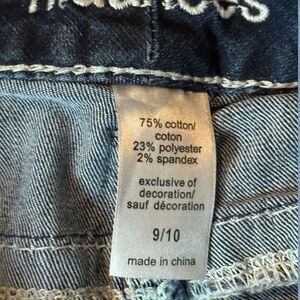 75% cotton/
coton
23% polyester
2% spandex
exclusive of
decoration/
sauf décoration
9/10
made in china